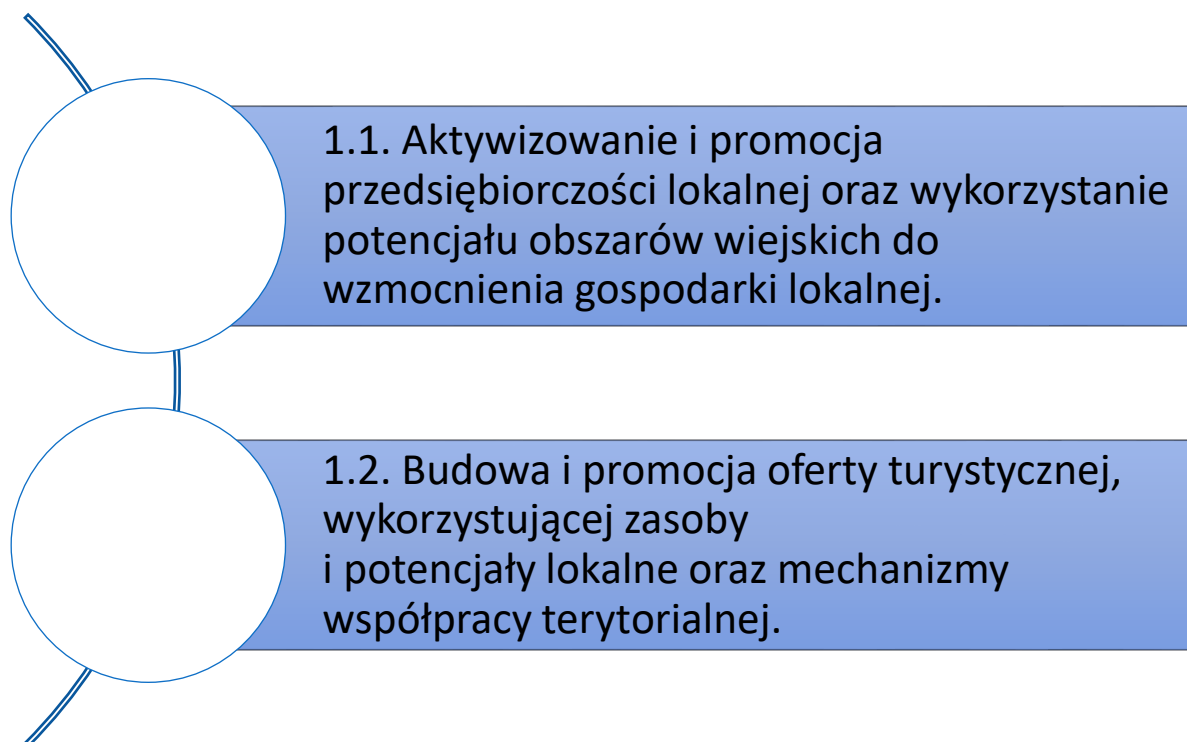 1.1. Aktywizowanie i promocja
przedsiębiorczości lokalnej oraz wykorzystanie
potencjału obszarów wiejskich do
wzmocnienia gospodarki lokalnej.
1.2. Budowa i promocja oferty turystycznej,
wykorzystującej zasoby
i potencjały lokalne oraz mechanizmy
współpracy terytorialnej.